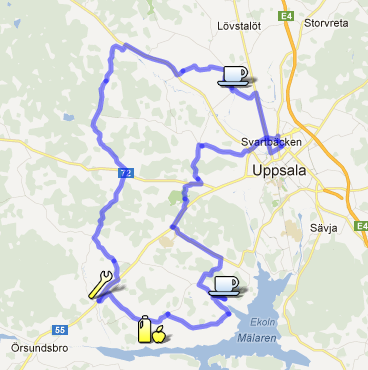 E4
Storvreta
Lövstalöt
Svartbäcken
Uppsala
72
Sävja
E4
Ekoln
Mälaren
55
Örsundsbro